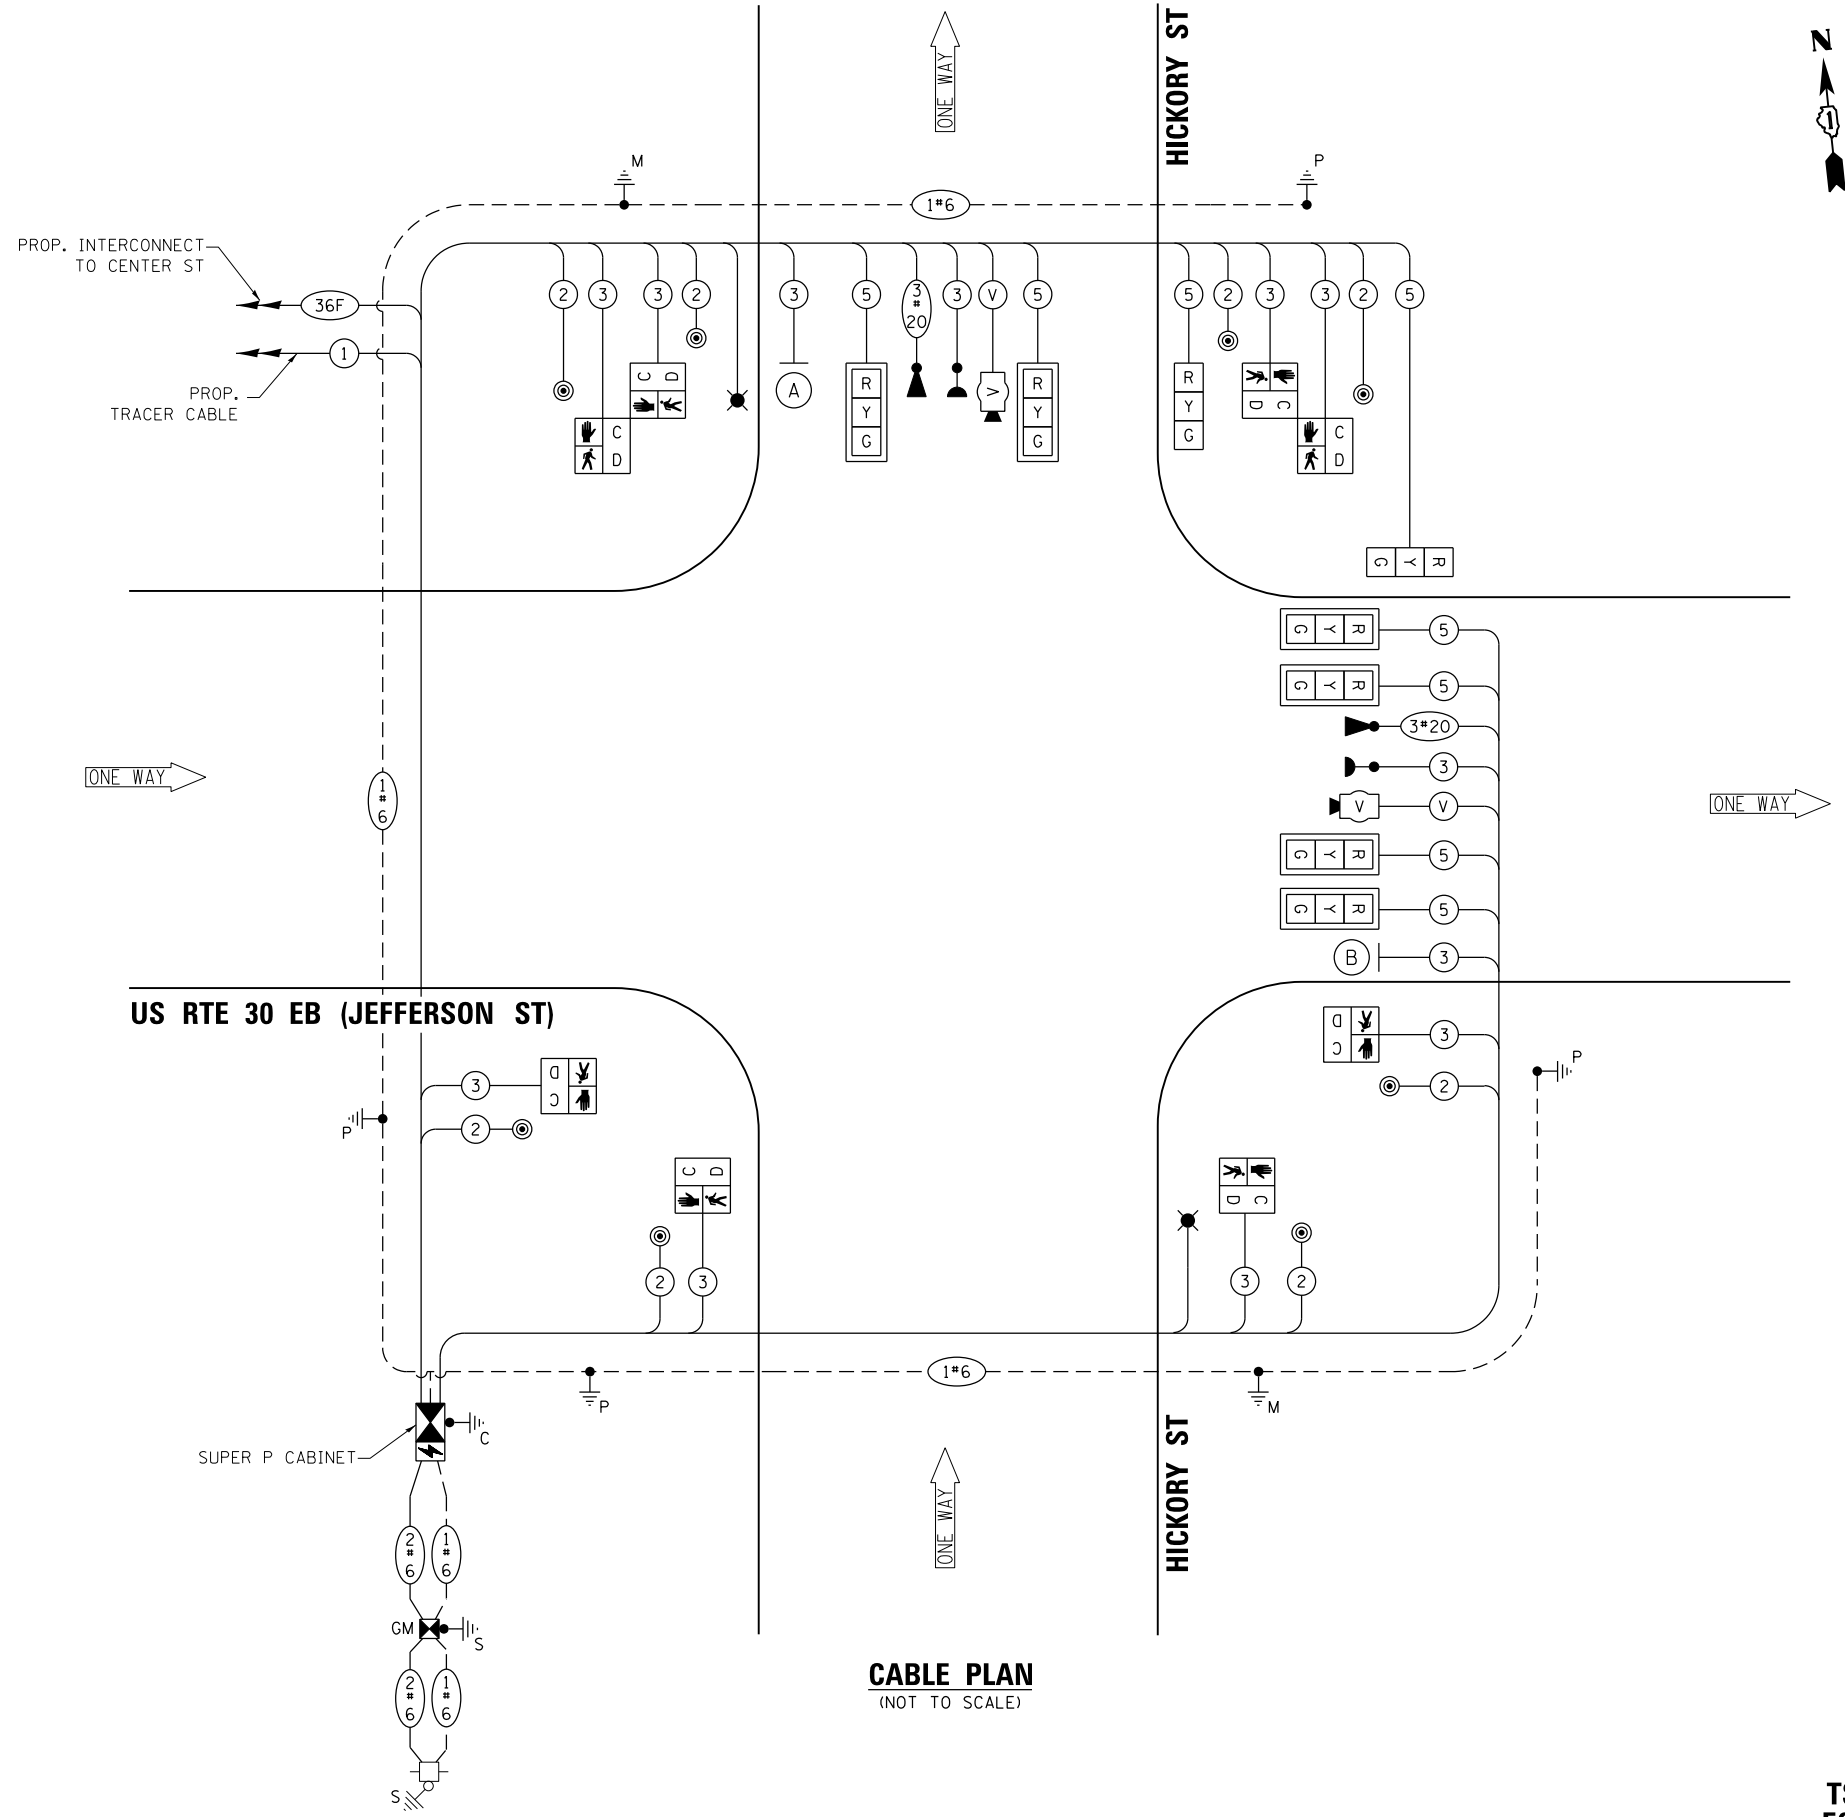 ONE WAY
HICKORY ST
N
1
M
P
1#6
PROP. INTERCONNECT
TO CENTER ST
36F
1
PROP.
TRACER CABLE
2
3
3
2
3
5
3
#
20
3
V
5
5
2
3
3
2
5
C D
C
D
A
R
Y
G
V
R
Y
G
R
Y
G
D C
C
D
G Y R
G Y R
5
G Y R
5
3#20
3
V
V
G Y R
5
G Y R
5
B
3
ONE WAY
1
#
6
ONE WAY
US RTE 30 EB (JEFFERSON ST)
D
C
3
2
P
3
D
C
2
P
C D
2
3
D C
3
2
1#6
P
M
C
SUPER P CABINET
HICKORY ST
ONE WAY
2
#
6
1
#
6
GM
S
2
#
6
1
#
6
S
CABLE PLAN
(NOT TO SCALE)